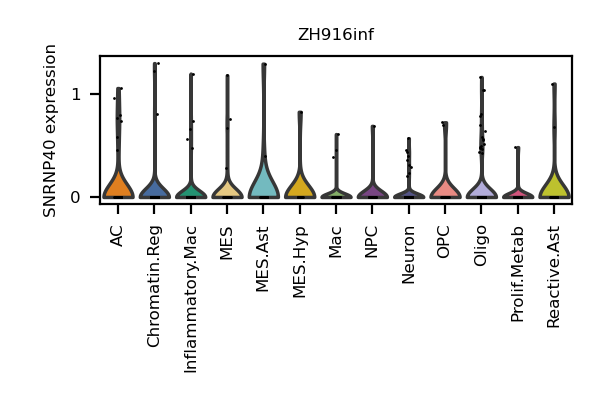 ZH916inf
SNRNP40 expression
1
0
AC
Chromatin.Reg
Inflammatory.Mac
MES
MES.Ast
MES.Hyp
Mac
NPC
Neuron
OPC
Oligo
Prolif.Metab
Reactive.Ast